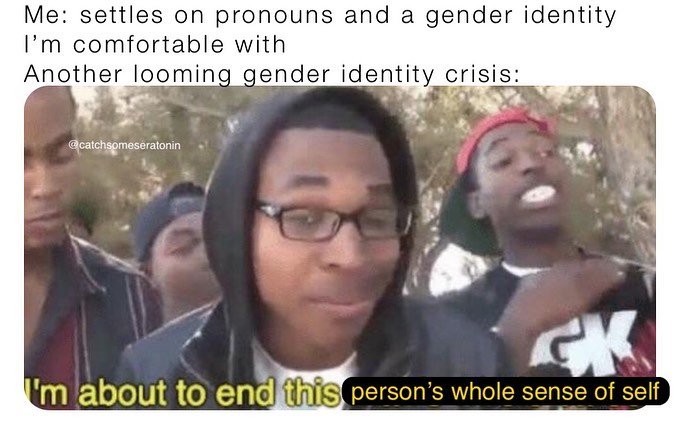 Me: settles on pronouns and a gender identity
I’m comfortable with
Another looming gender identity crisis:
@catchsomeseratonin
GK
I'm about to end this person’s whole sense of self